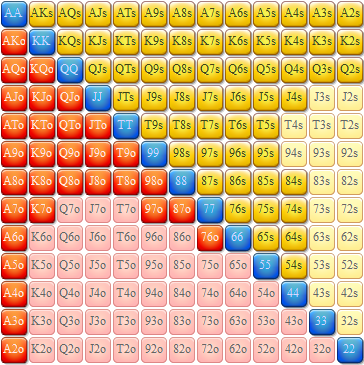 AA AKs AQs AJs ATs A9s A8s A7s A6s A5s A4s A3s A2s
AKo KK KQs KJs KTs K9s K8s K7s K6s K5s K4s K3s K2s
AQo KQo QQ QJs QTs Q9s Q8s Q7s Q6s Q5s Q4s Q3s Q2s
AJo KJo QJo JJ JTs J9s J8s J7s J6s J5s J4s J3s J2s
ATo KTo QTo JTo TT T9s T8s T7s T6s T5s T4s T3s T2s
A9o K9o Q9o J9o T9o 99 98s 97s 96s 95s 94s 93s 92s
A8o K8o Q8o J8o T8o 98o 88 87s 86s 85s 84s 83s 82s
A7o K7o Q7o J7o T7o 97o 87o 77 76s 75s 74s 73s 72s
A6o K6o Q6o J6o T6o 96o 86o 76o 66 65s 64s 63s 62s
A5o K5o Q5o J5o T5o 95o 85o 75o 65o 55 54s 53s 52s
A4o K4o Q4o J4o T4o 94o 84o 74o 64o 54o 44 43s 42s
A3o K3o Q3o J3o T3o 93o 83o 73o 63o 53o 43o 33 32s
A2o K2o Q2o J2o T2o 92o 82o 72o 62o 52o 42o 32o 22